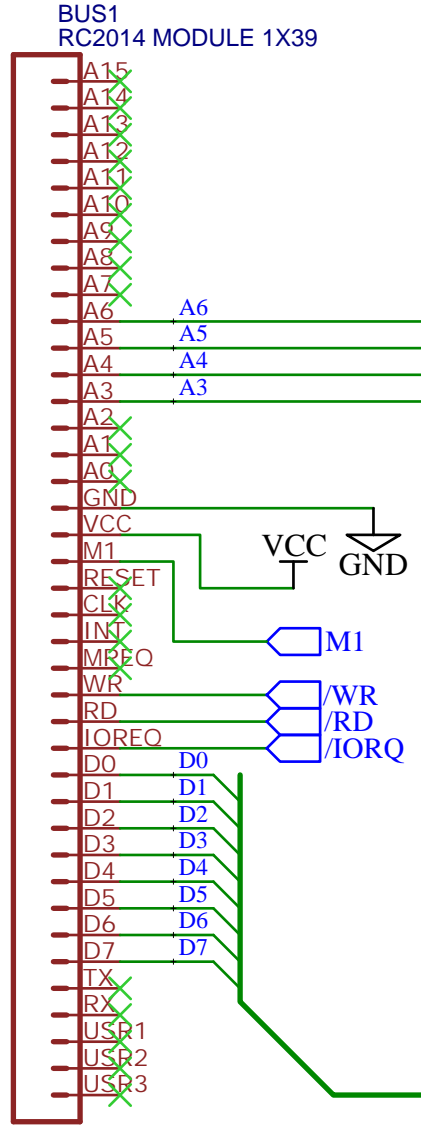 BUS1
RC2014 MODULE 1X39
A15
A14
A13
A12
A11
A10
A9
A8
A7
A6 A6
A5 A5
A4 A4
A3 A3
A2
A1
A0
GND
VCC VCC
M1 GND
RESET
CLK
INT M1
MREQ
WR /WR
RD /RD
IOREQ /IORQ
D0 D0
D1 D1
D2 D2
D3 D3
D4 D4
D5 D5
D6 D6
D7 D7
TX
RX
USR1
USR2
USR3